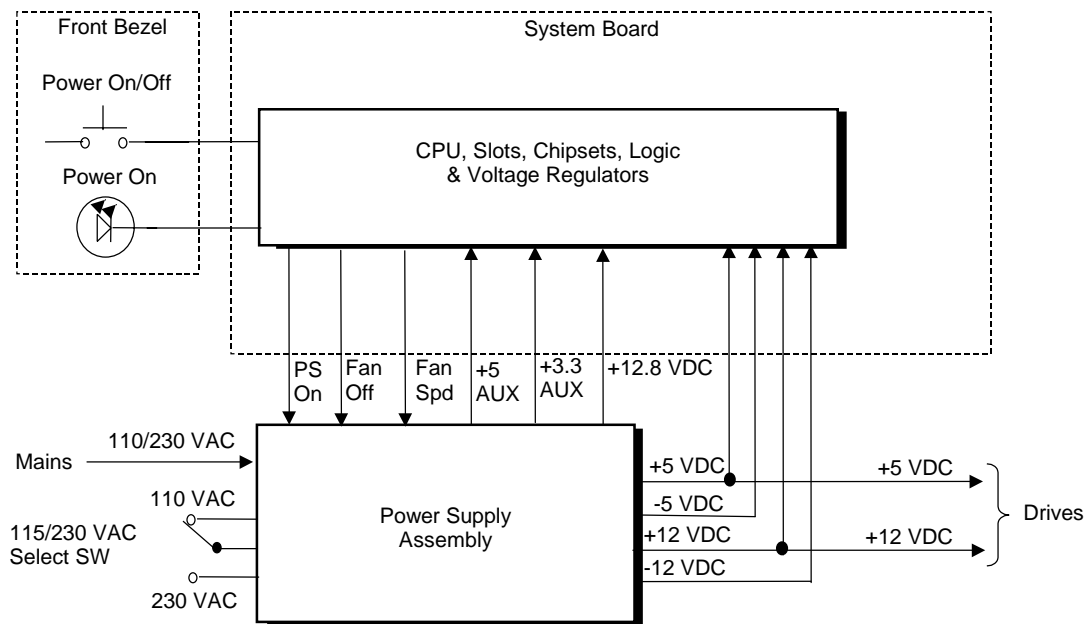 Front Bezel
System Board
Power On/Off
CPU, Slots, Chipsets, Logic
& Voltage Regulators
Power On
PS
On
Fan
Off
Fan
Spd
+5
AUX
+3.3
AUX
+12.8 VDC
Mains
110/230 VAC
110 VAC
115/230 VAC
Select SW
230 VAC
Power Supply
Assembly
+5 VDC
+5 VDC
-5 VDC
+12 VDC
+12 VDC
-12 VDC
Drives